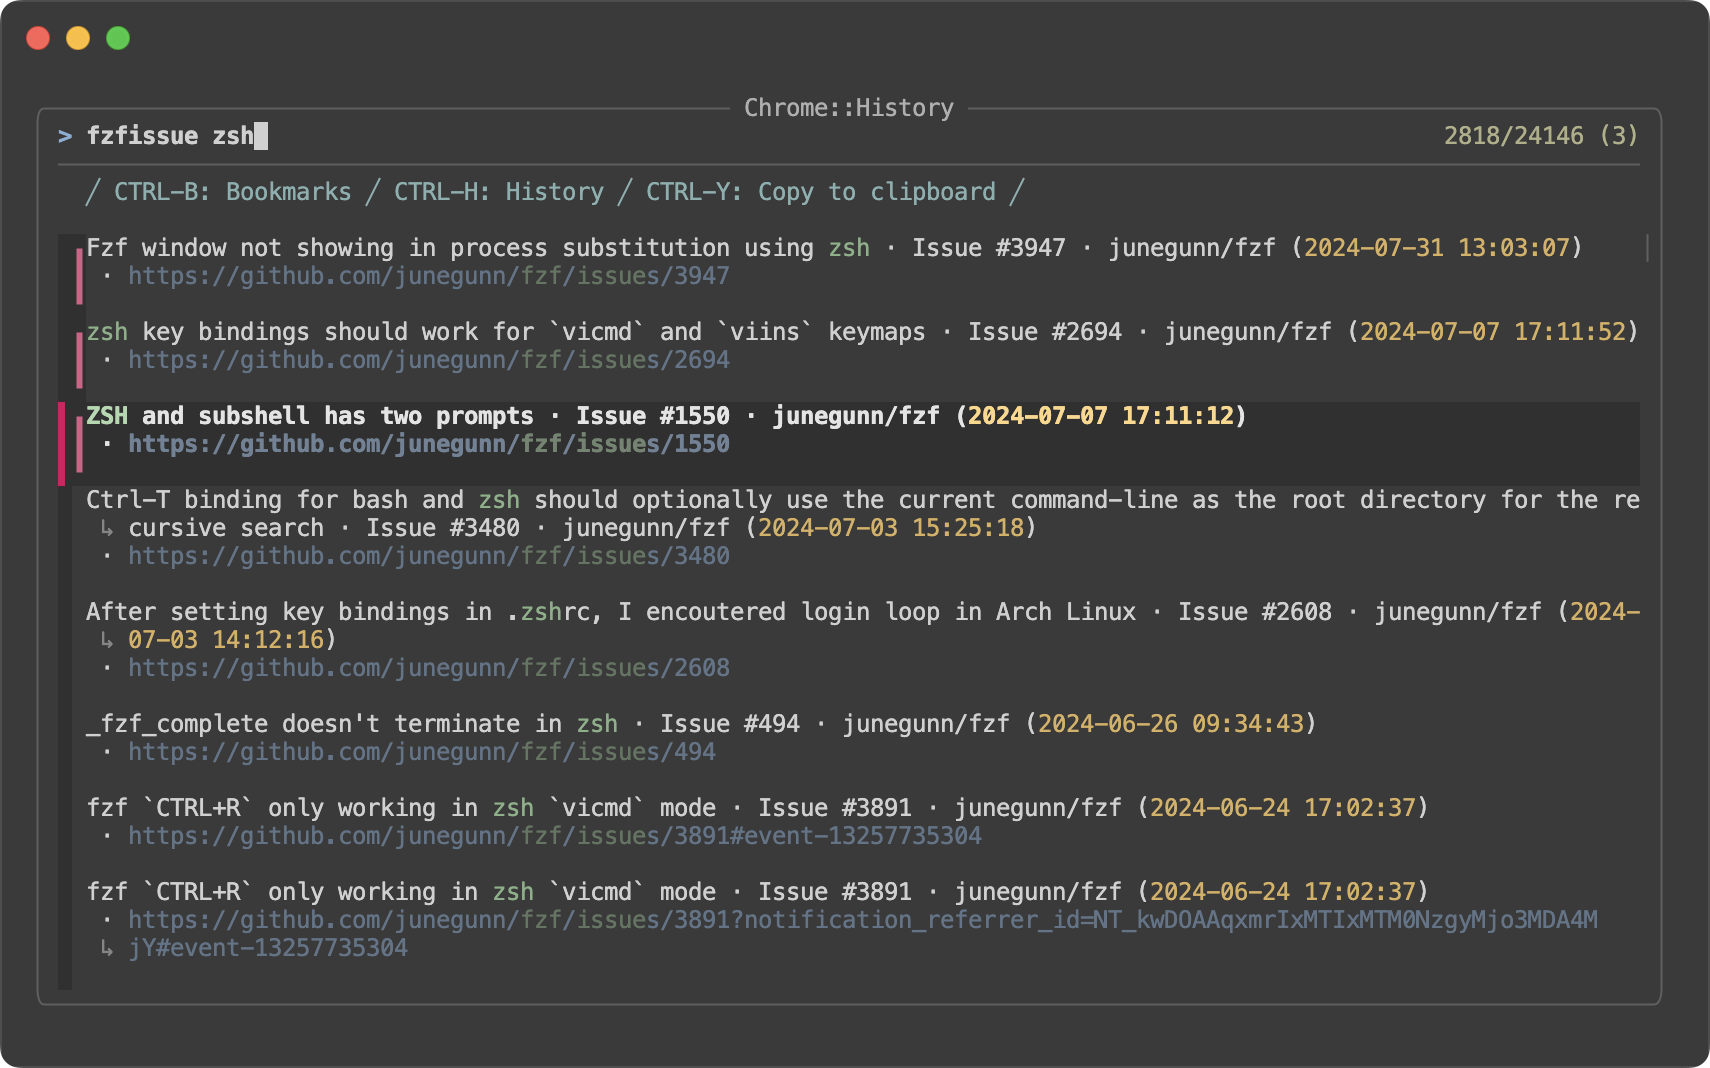 Chrome::History
> fzfissue zsh 2818/24146 (3)
╱ CTRL-B: Bookmarks ╱ CTRL-H: History ╱ CTRL-Y: Copy to clipboard ╱
Fzf window not showing in process substitution using zsh · Issue #3947 · junegunn/fzf (2024-07-31 13:03:07)
· https://github.com/junegunn/fzf/issues/3947
zsh key bindings should work for `vicmd` and `viins` keymaps · Issue #2694 · junegunn/fzf (2024-07-07 17:11:52)
· https://github.com/junegunn/fzf/issues/2694
ZSH and subshell has two prompts · Issue #1550 · junegunn/fzf (2024-07-07 17:11:12)
· https://github.com/junegunn/fzf/issues/1550
Ctrl-T binding for bash and zsh should optionally use the current command-line as the root directory for the re
↳ cursive search · Issue #3480 · junegunn/fzf (2024-07-03 15:25:18)
· https://github.com/junegunn/fzf/issues/3480
After setting key bindings in .zshrc, I encoutered login loop in Arch Linux · Issue #2608 · junegunn/fzf (2024-
↳ 07-03 14:12:16)
· https://github.com/junegunn/fzf/issues/2608
_fzf_complete doesn't terminate in zsh · Issue #494 · junegunn/fzf (2024-06-26 09:34:43)
· https://github.com/junegunn/fzf/issues/494
fzf `CTRL+R` only working in zsh `vicmd` mode · Issue #3891 · junegunn/fzf (2024-06-24 17:02:37)
· https://github.com/junegunn/fzf/issues/3891#event-13257735304
fzf `CTRL+R` only working in zsh `vicmd` mode · Issue #3891 · junegunn/fzf (2024-06-24 17:02:37)
· https://github.com/junegunn/fzf/issues/3891?notification_referrer_id=NT_kwDOAAqxmrIxMTIxMTM0NzgyMjo3MDA4M
↳ jY#event-13257735304